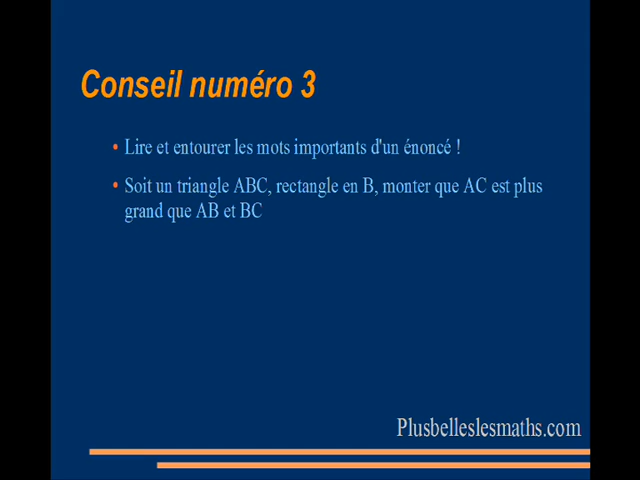 Conseil numéro 3
• Lire et entourer les mots importants d'un énoncé !
• Soit un triangle ABC, rectangle en B, monter que AC est plus
grand que AB et BC
Plusbelleslesmaths.com